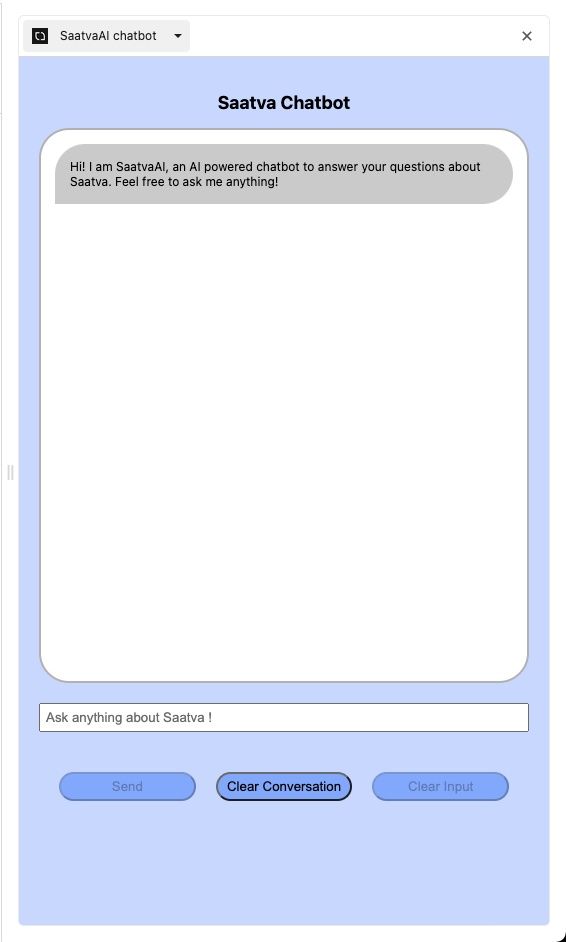 SaatvaAI chatbot
Saatva Chatbot
Hi! I am SaatvaAI, an AI powered chatbot to answer your questions about
Saatva. Feel free to ask me anything!
Ask anything about Saatva !
Send
Clear Conversation
Clear Input